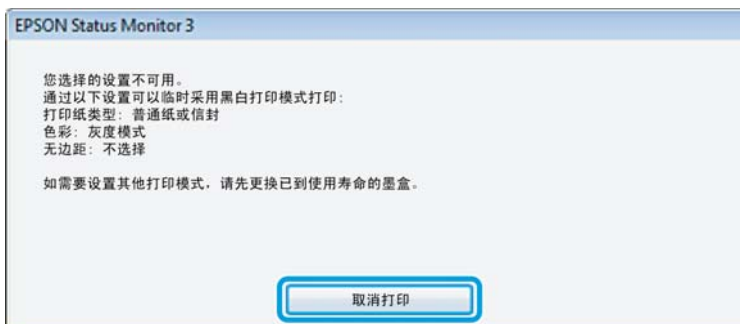 EPSON Status Monitor 3
您选择的设置不可用。
通过以下设置可以临时采用黑白打印模式打印：
打印纸类型：普通纸或信封
色彩：灰度模式
无边距：不选择
如需要设置其他打印模式，请先更换已到使用寿命的墨盒。
取消打印